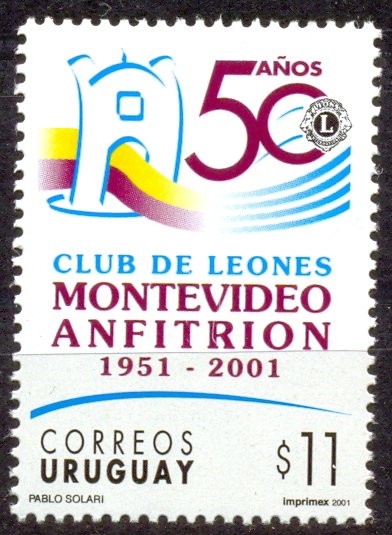 50 AÑOS
L
CLUB DE LEONES
MONTEVIDEO
ANFITRION
1951 - 2001
CORREOS
URUGUAY
$11
PABLO SOLARI
imprimex 2001